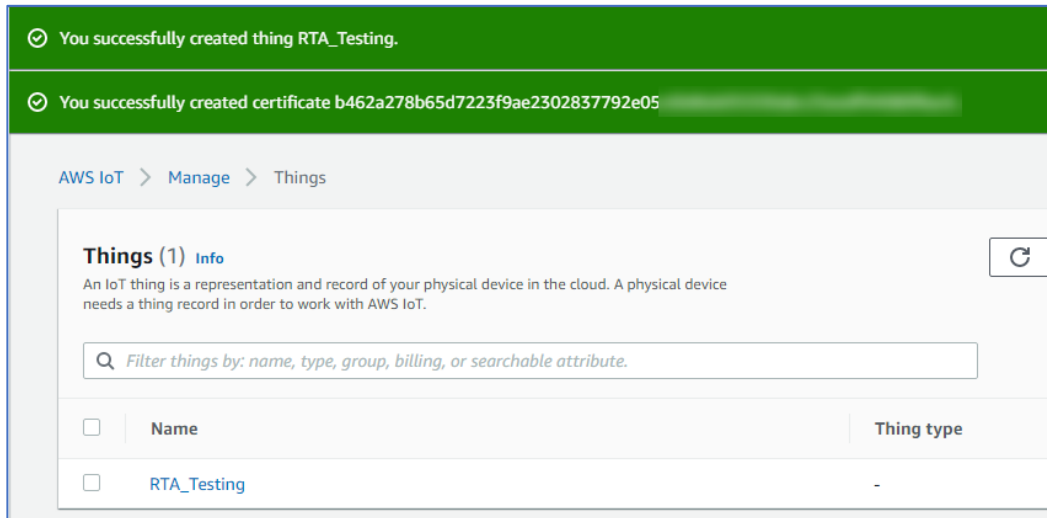 You successfully created thing RTA_Testing.
You successfully created certificate b462a278b65d7223f9ae2302837792e05
AWS IoT > Manage > Things
Things (1) Info
An IoT thing is a representation and record of your physical device in the cloud. A physical device
needs a thing record in order to work with AWS IoT.
Filter things by: name, type, group, billing, or searchable attribute.
Name Thing type
RTA_Testing -